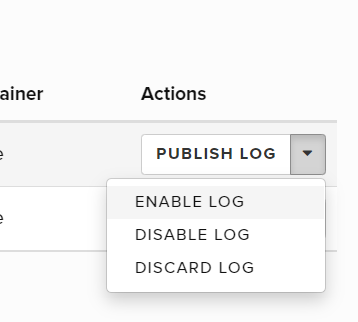 ainer Actions
e PUBLISH LOG
ENABLE LOG
e DISABLE LOG
DISCARD LOG